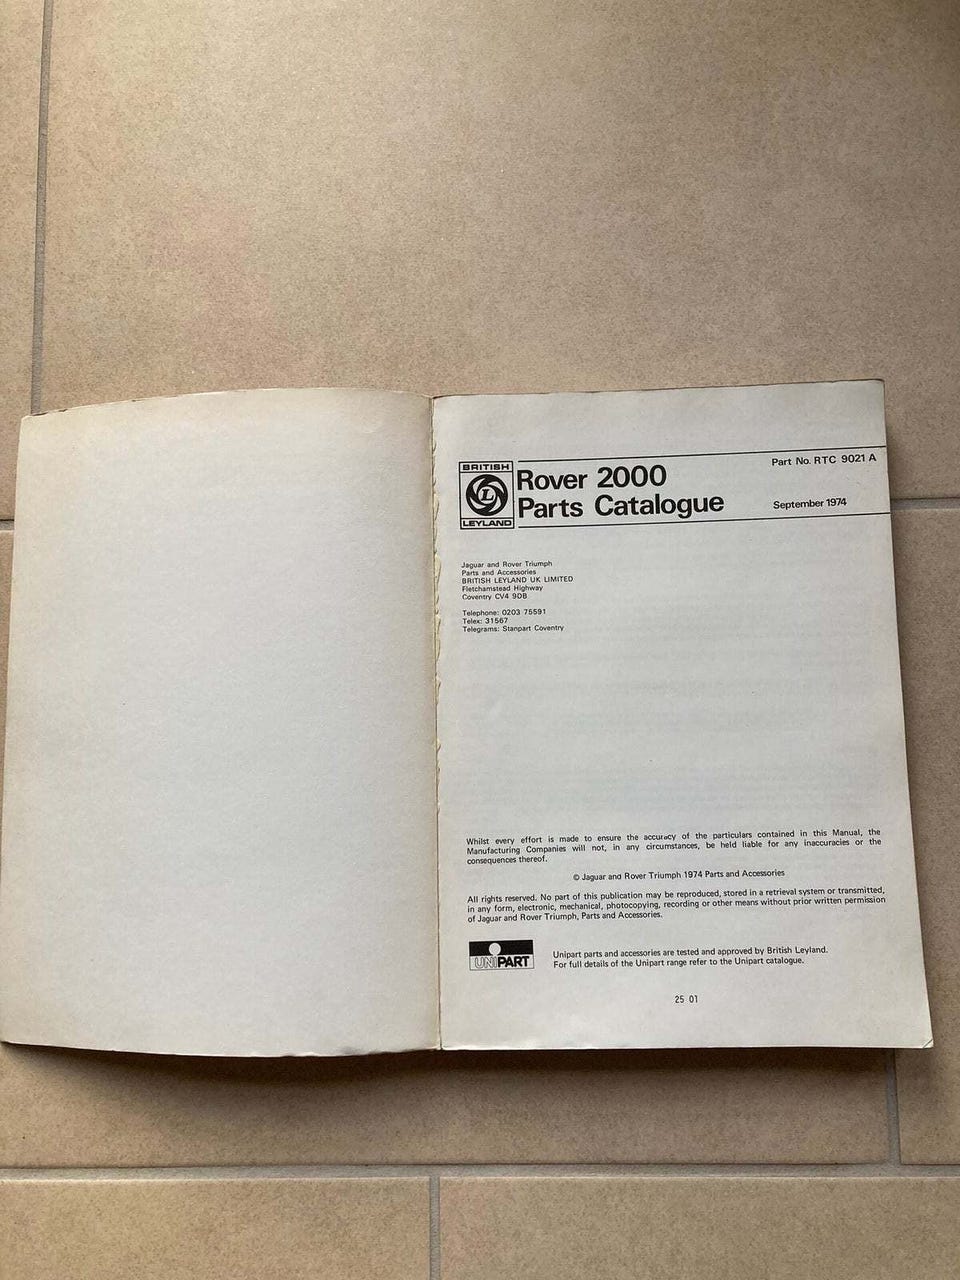 BRITISH
L
LEYLAND
Rover 2000
Parts Catalogue
Part No. RTC 9021 A
September 1974
Jaguar and Rover Triumph
Parts and Accessories
BRITISH LEYLAND UK LIMITED
Fletchamstead Highway
Coventry CV4 9DB
Telephone: 0203 75591
Telex: 31567
Telegrams: Stanpart Coventry
Whilst every effort is made to ensure the accuracy of the particulars contained in this Manual, the
Manufacturing Companies will not, in any circumstances, be held liable for any inaccuracies or the
consequences thereof.
© Jaguar and Rover Triumph 1974 Parts and Accessories
All rights reserved. No part of this publication may be reproduced, stored in a retrieval system or transmitted,
in any form, electronic, mechanical, photocopying, recording or other means without prior written permission
of Jaguar and Rover Triumph, Parts and Accessories.
UNIPART
Unipart parts and accessories are tested and approved by British Leyland.
For full details of the Unipart range refer to the Unipart catalogue.
25 01